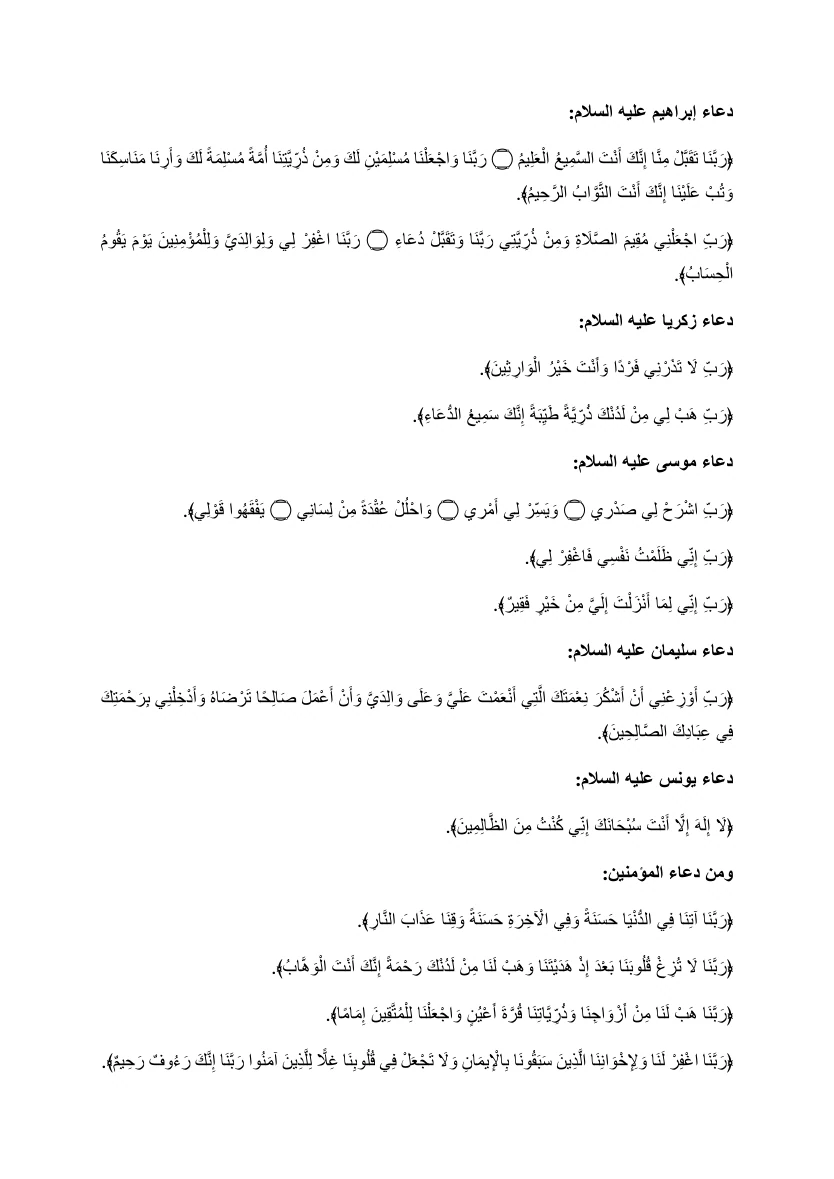 دعاء إبراهيم عليه السلام:
﴿رَبَّنَا تَقَبَّلْ مِنَّا إِنَّكَ أَنْتَ السَّمِيعُ الْعَلِيمُ ۝ رَبَّنَا وَاجْعَلْنَا مُسْلِمَيْنِ لَكَ وَمِنْ ذُرِّيَّتِنَا أُمَّةً مُسْلِمَةً لَكَ وَأَرِنَا مَنَاسِكَنَا
وَتُبْ عَلَيْنَا إِنَّكَ أَنْتَ التَّوَّابُ الرَّحِيمُ﴾.
﴿رَبِّ اجْعَلْنِي مُقِيمَ الصَّلَاةِ وَمِنْ ذُرِّيَّتِي رَبَّنَا وَتَقَبَّلْ دُعَاءِ ۝ رَبَّنَا اغْفِرْ لِي وَلِوَالِدَيَّ وَلِلْمُؤْمِنِينَ يَوْمَ يَقُومُ
الْحِسَابُ﴾.
دعاء زكريا عليه السلام:
﴿رَبِّ لَا تَذَرْنِي فَرْدًا وَأَنْتَ خَيْرُ الْوَارِثِينَ﴾.
﴿رَبِّ هَبْ لِي مِنْ لَدُنْكَ ذُرِّيَّةً طَيِّبَةً إِنَّكَ سَمِيعُ الدُّعَاءِ﴾.
دعاء موسى عليه السلام:
﴿رَبِّ اشْرَحْ لِي صَدْرِي ۝ وَيَسِّرْ لِي أَمْرِي ۝ وَاحْلُلْ عُقْدَةً مِنْ لِسَانِي ۝ يَفْقَهُوا قَوْلِي﴾.
﴿رَبِّ إِنِّي ظَلَمْتُ نَفْسِي فَاغْفِرْ لِي﴾.
﴿رَبِّ إِنِّي لِمَا أَنْزَلْتَ إِلَيَّ مِنْ خَيْرٍ فَقِيرٌ﴾.
دعاء سليمان عليه السلام:
﴿رَبِّ أَوْزِعْنِي أَنْ أَشْكُرَ نِعْمَتَكَ الَّتِي أَنْعَمْتَ عَلَيَّ وَعَلَى وَالِدَيَّ وَأَنْ أَعْمَلَ صَالِحًا تَرْضَاهُ وَأَدْخِلْنِي بِرَحْمَتِكَ
فِي عِبَادِكَ الصَّالِحِينَ﴾.
دعاء يونس عليه السلام:
﴿لَا إِلَهَ إِلَّا أَنْتَ سُبْحَانَكَ إِنِّي كُنْتُ مِنَ الظَّالِمِينَ﴾.
ومن دعاء المؤمنين:
﴿رَبَّنَا آتِنَا فِي الدُّنْيَا حَسَنَةً وَفِي الْآخِرَةِ حَسَنَةً وَقِنَا عَذَابَ النَّارِ﴾.
﴿رَبَّنَا لَا تُزِغْ قُلُوبَنَا بَعْدَ إِذْ هَدَيْتَنَا وَهَبْ لَنَا مِنْ لَدُنْكَ رَحْمَةً إِنَّكَ أَنْتَ الْوَهَّابُ﴾.
﴿رَبَّنَا هَبْ لَنَا مِنْ أَزْوَاجِنَا وَذُرِّيَّاتِنَا قُرَّةَ أَعْيُنٍ وَاجْعَلْنَا لِلْمُتَّقِينَ إِمَامًا﴾.
﴿رَبَّنَا اغْفِرْ لَنَا وَلِإِخْوَانِنَا الَّذِينَ سَبَقُونَا بِالْإِيمَانِ وَلَا تَجْعَلْ فِي قُلُوبِنَا غِلًّا لِلَّذِينَ آمَنُوا رَبَّنَا إِنَّكَ رَءُوفٌ رَحِيمٌ﴾.